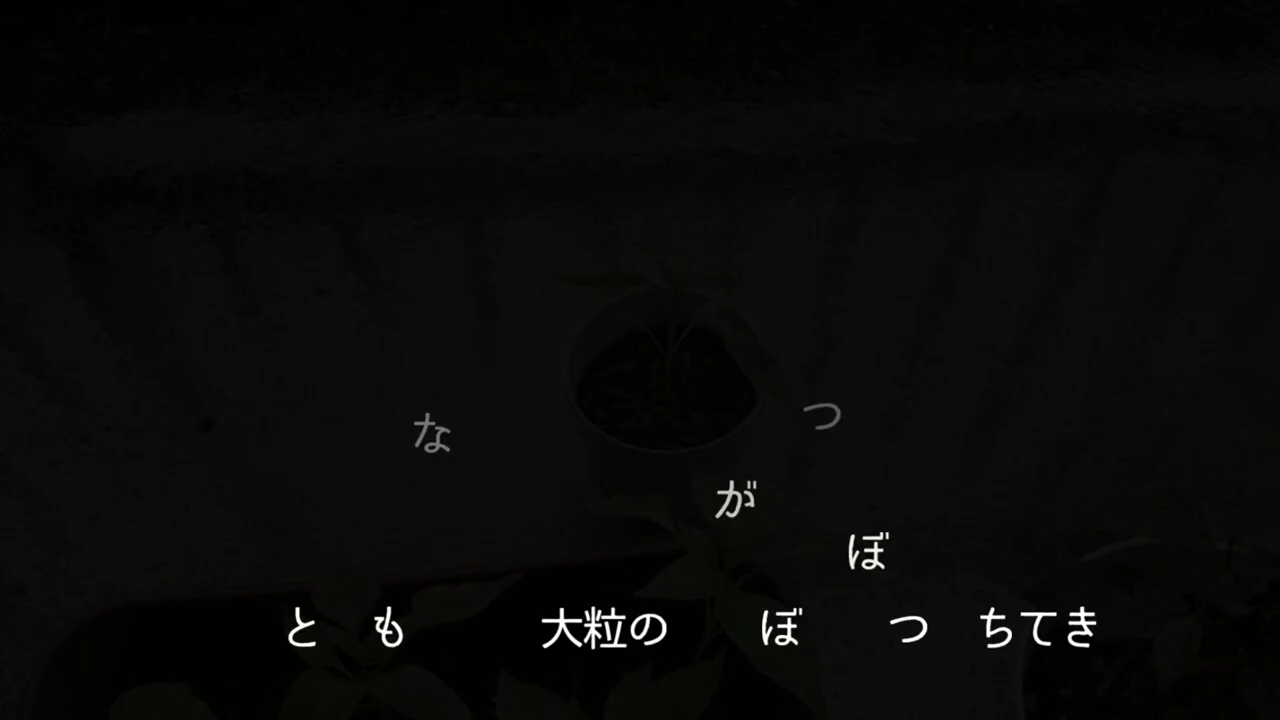 な つ
が
ぼ
と も 大粒の ぼ つ ちてき